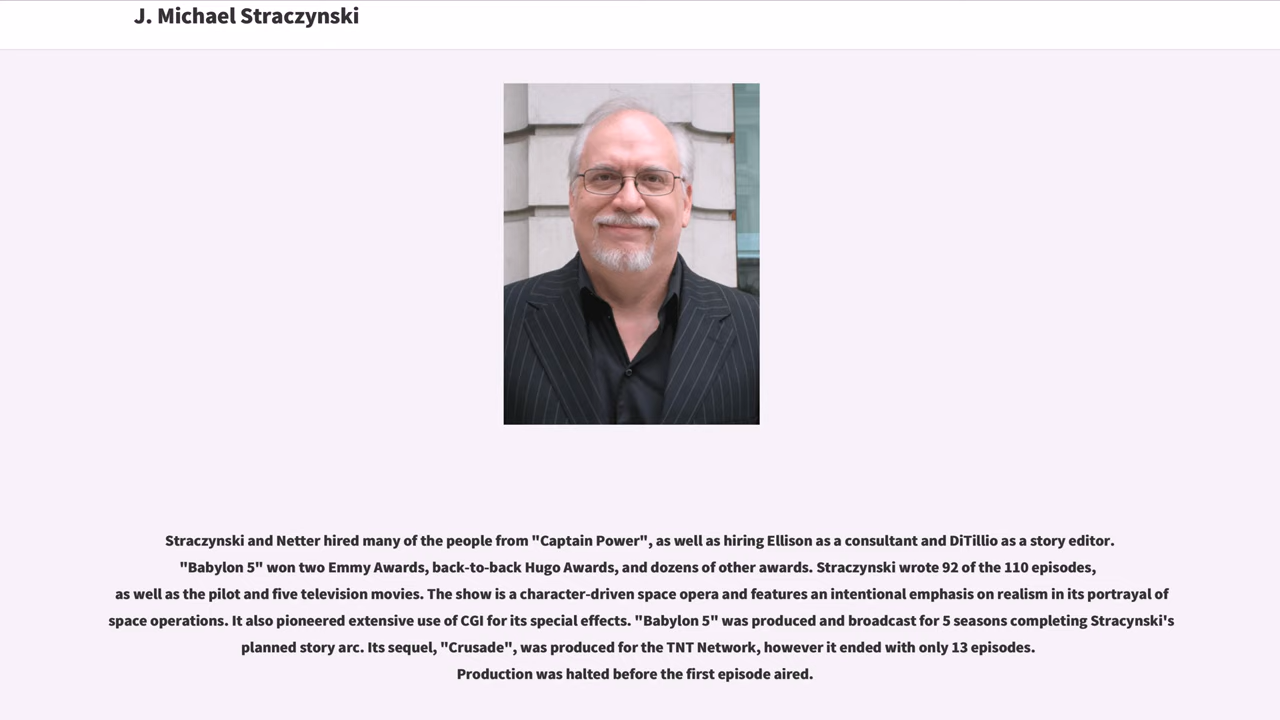 J. Michael Straczynski
Straczynski and Netter hired many of the people from "Captain Power", as well as hiring Ellison as a consultant and DiTillio as a story editor.
"Babylon 5" won two Emmy Awards, back-to-back Hugo Awards, and dozens of other awards. Straczynski wrote 92 of the 110 episodes,
as well as the pilot and five television movies. The show is a character-driven space opera and features an intentional emphasis on realism in its portrayal of
space operations. It also pioneered extensive use of CGI for its special effects. "Babylon 5" was produced and broadcast for 5 seasons completing Stracynski's
planned story arc. Its sequel, "Crusade", was produced for the TNT Network, however it ended with only 13 episodes.
Production was halted before the first episode aired.